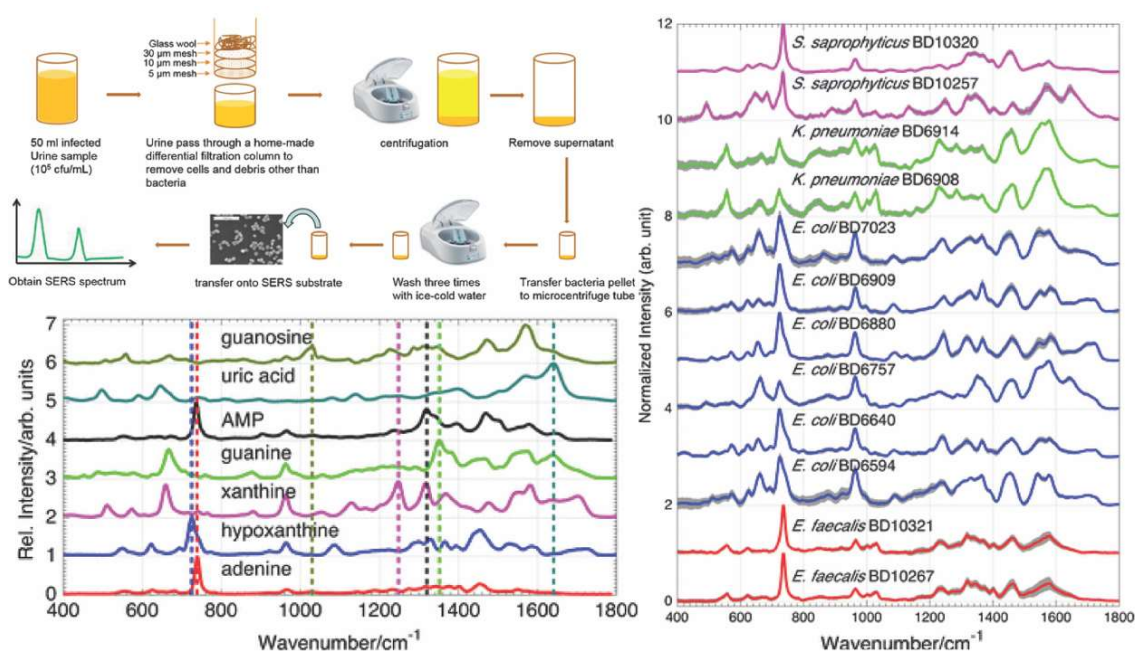 Glass wool
30 µm mesh
10 µm mesh
5 µm mesh
50 ml infected
Urine sample
(10⁵ cfu/mL)
Urine pass through a home-made
differential filtration column to
remove cells and debris other than
bacteria
centrifugation
Remove supernatant
Obtain SERS spectrum
transfer onto SERS substrate
Wash three times
with ice-cold water
Transfer bacteria pellet
to microcentrifuge tube
Rel. Intensity/arb. units
7
6
5
4
3
2
1
0
guanosine
uric acid
AMP
guanine
xanthine
hypoxanthine
adenine
400 600 800 1000 1200 1400 1600 1800
Wavenumber/cm⁻¹
Normalized Intensity (arb. unit)
12
10
8
6
4
2
0
S. saprophyticus BD10320
S. saprophyticus BD10257
K. pneumoniae BD6914
K. pneumoniae BD6908
E. coli BD7023
E. coli BD6909
E. coli BD6880
E. coli BD6757
E. coli BD6640
E. coli BD6594
E. faecalis BD10321
E. faecalis BD10267
400 600 800 1000 1200 1400 1600 1800
Wavenumber/cm⁻¹